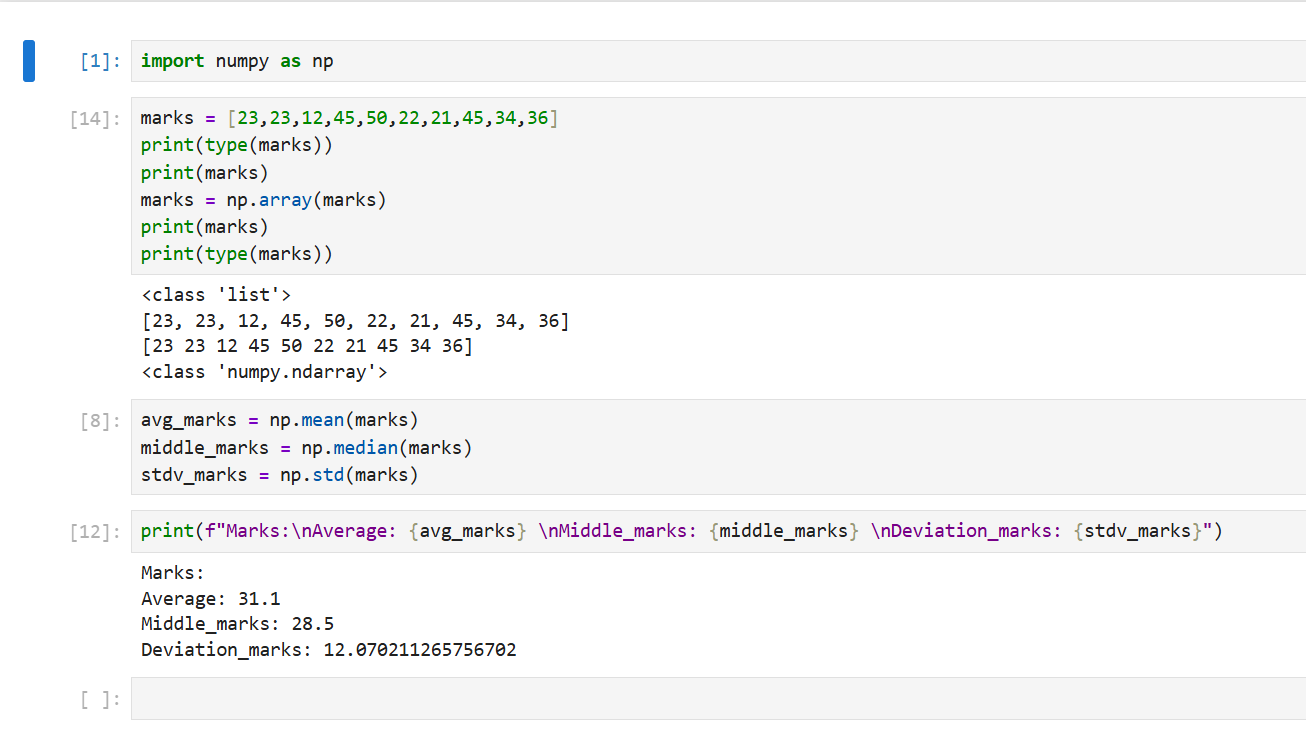 [1]: import numpy as np
[14]: marks = [23,23,12,45,50,22,21,45,34,36]
print(type(marks))
print(marks)
marks = np.array(marks)
print(marks)
print(type(marks))
<class 'list'>
[23, 23, 12, 45, 50, 22, 21, 45, 34, 36]
[23 23 12 45 50 22 21 45 34 36]
<class 'numpy.ndarray'>
[8]: avg_marks = np.mean(marks)
middle_marks = np.median(marks)
stdv_marks = np.std(marks)
[12]: print(f"Marks:\nAverage: {avg_marks} \nMiddle_marks: {middle_marks} \nDeviation_marks: {stdv_marks}")
Marks:
Average: 31.1
Middle_marks: 28.5
Deviation_marks: 12.070211265756702
[ ]: